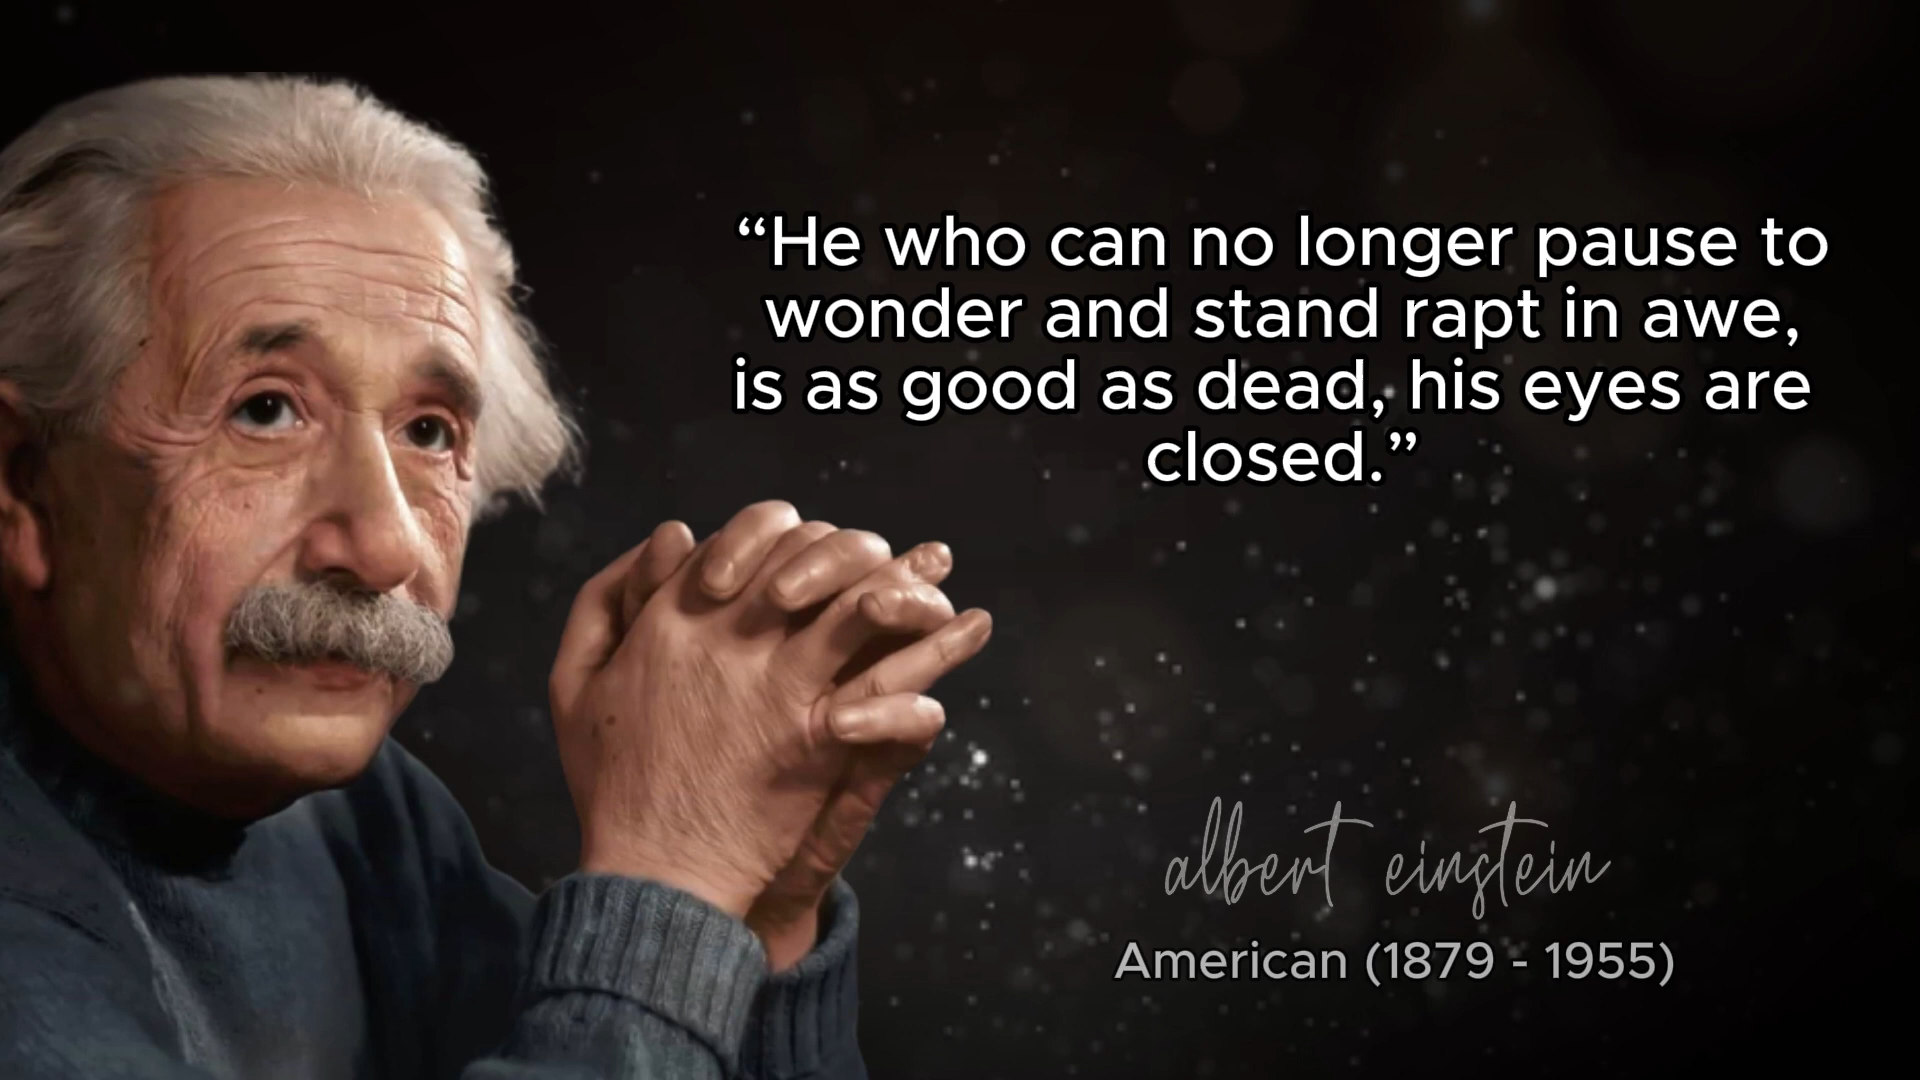 “He who can no longer pause to
wonder and stand rapt in awe,
is as good as dead, his eyes are
closed.”
albert einstein
American (1879 - 1955)